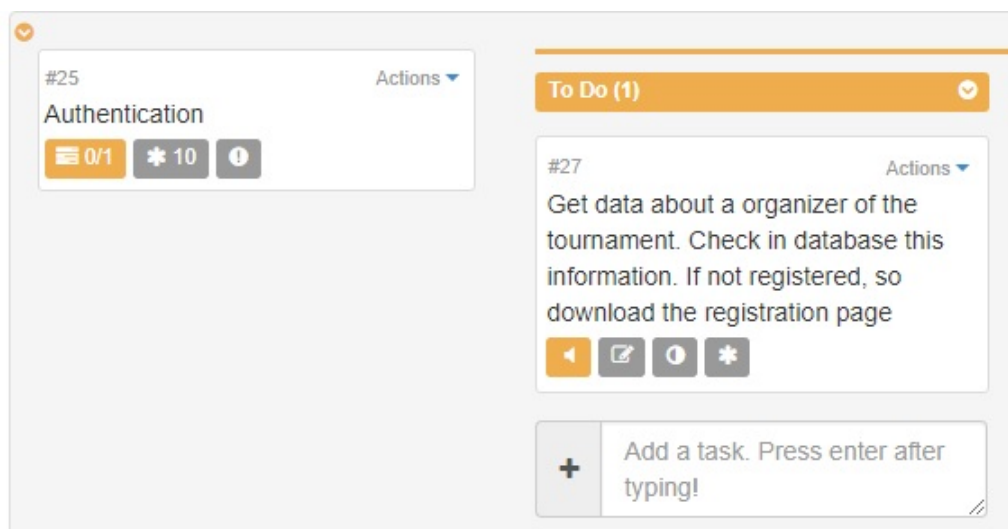 #25 Actions
Authentication
0/1 10
To Do (1)
#27 Actions
Get data about a organizer of the
tournament. Check in database this
information. If not registered, so
download the registration page
Add a task. Press enter after
typing!